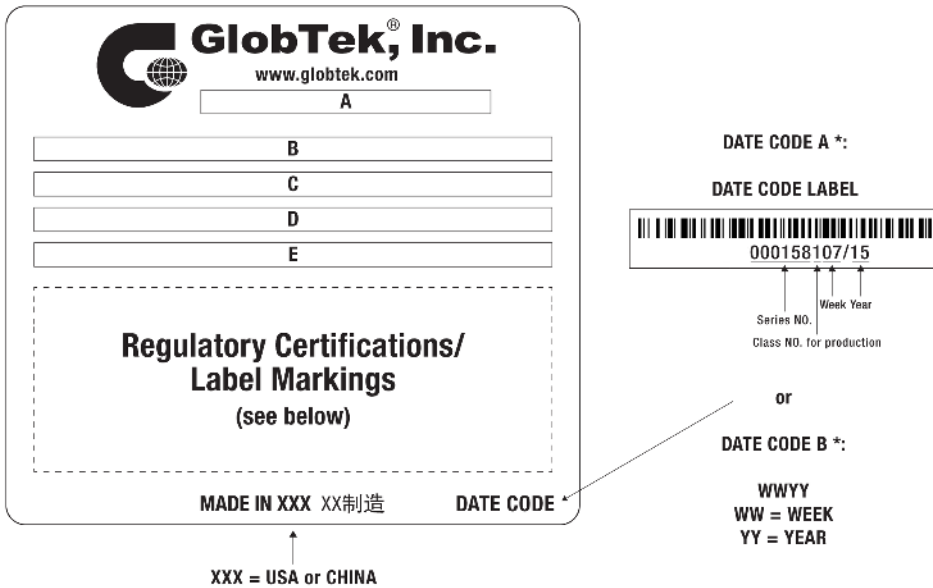 GlobTek,® Inc.
www.globtek.com
A
B
C
D
E
Regulatory Certifications/
Label Markings
(see below)
MADE IN XXX XX制造 DATE CODE
XXX = USA or CHINA
DATE CODE A *:
DATE CODE LABEL
000158107/15
Week Year
Series NO.
Class NO. for production
or
DATE CODE B *:
WWYY
WW = WEEK
YY = YEAR